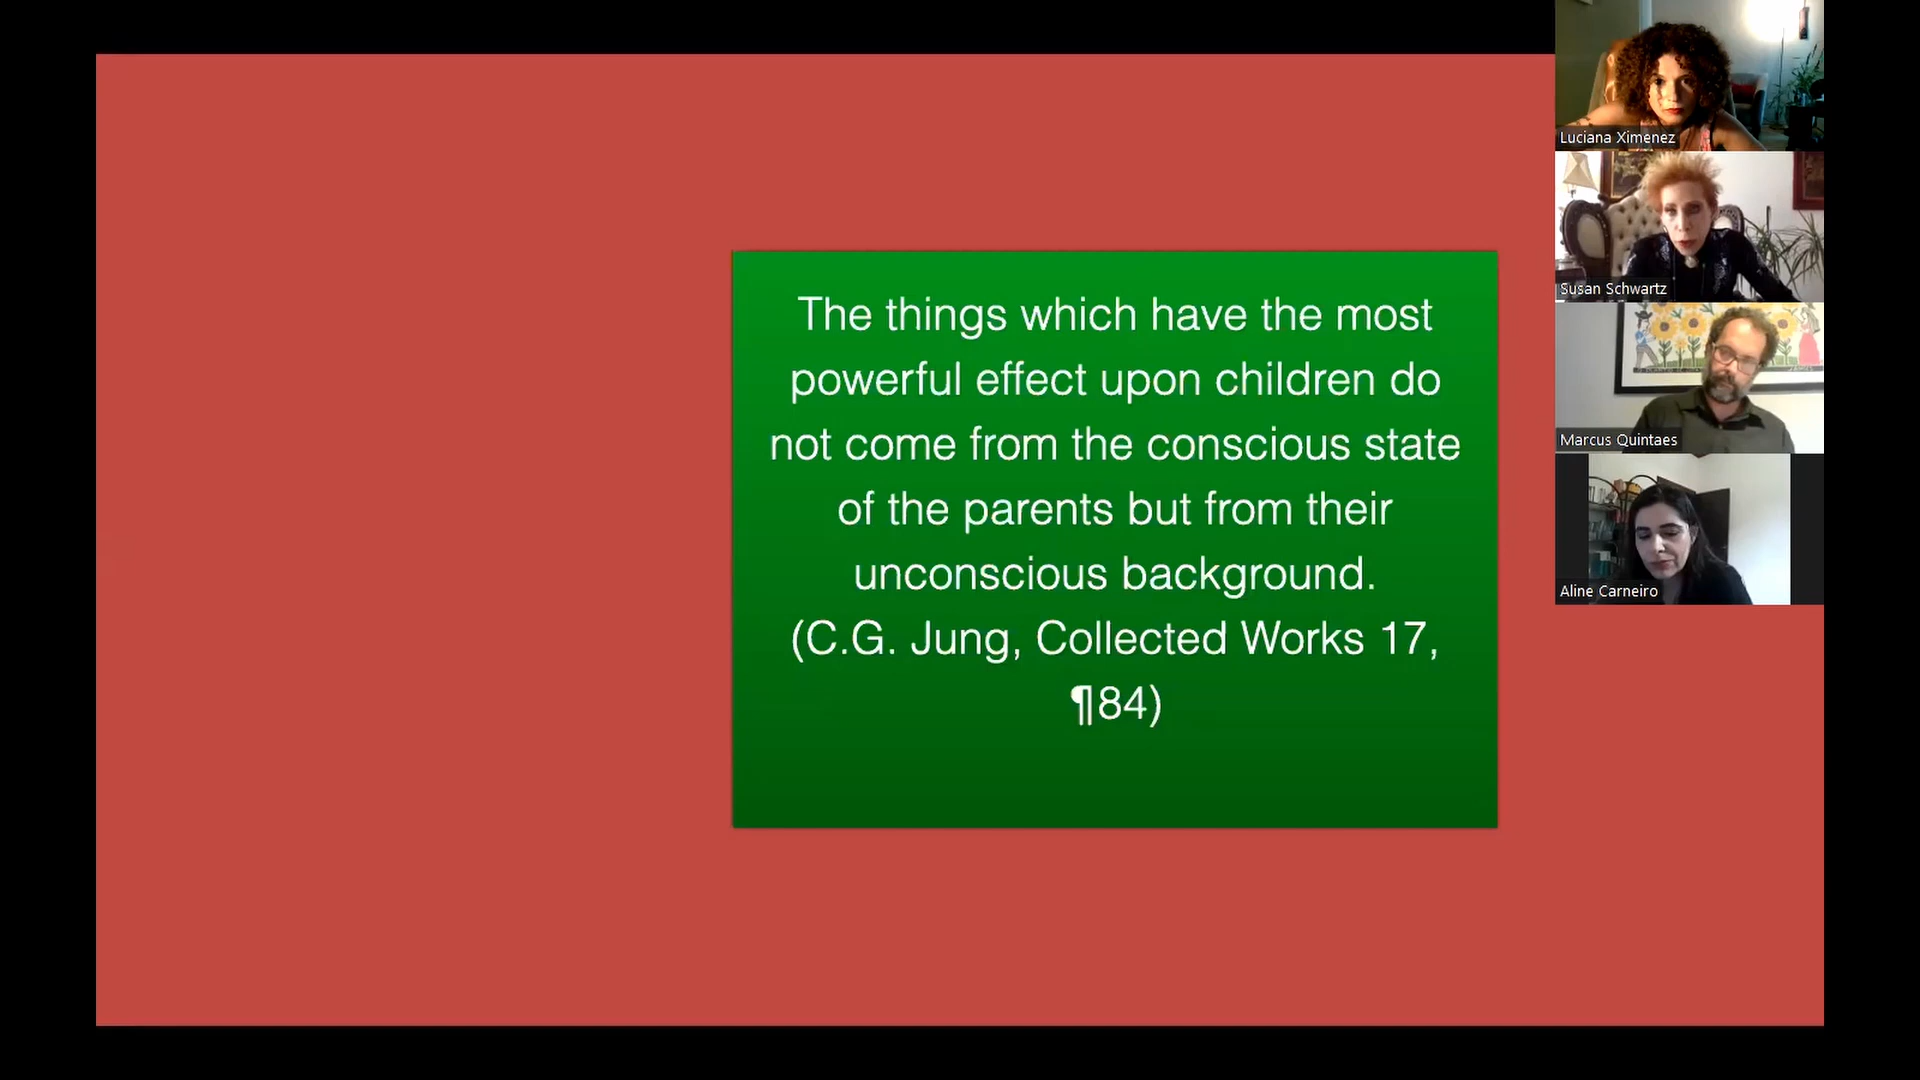 The things which have the most
powerful effect upon children do
not come from the conscious state
of the parents but from their
unconscious background.
(C.G. Jung, Collected Works 17,
¶84)
Luciana Ximenez
Susan Schwartz
Marcus Quintaes
Aline Carneiro